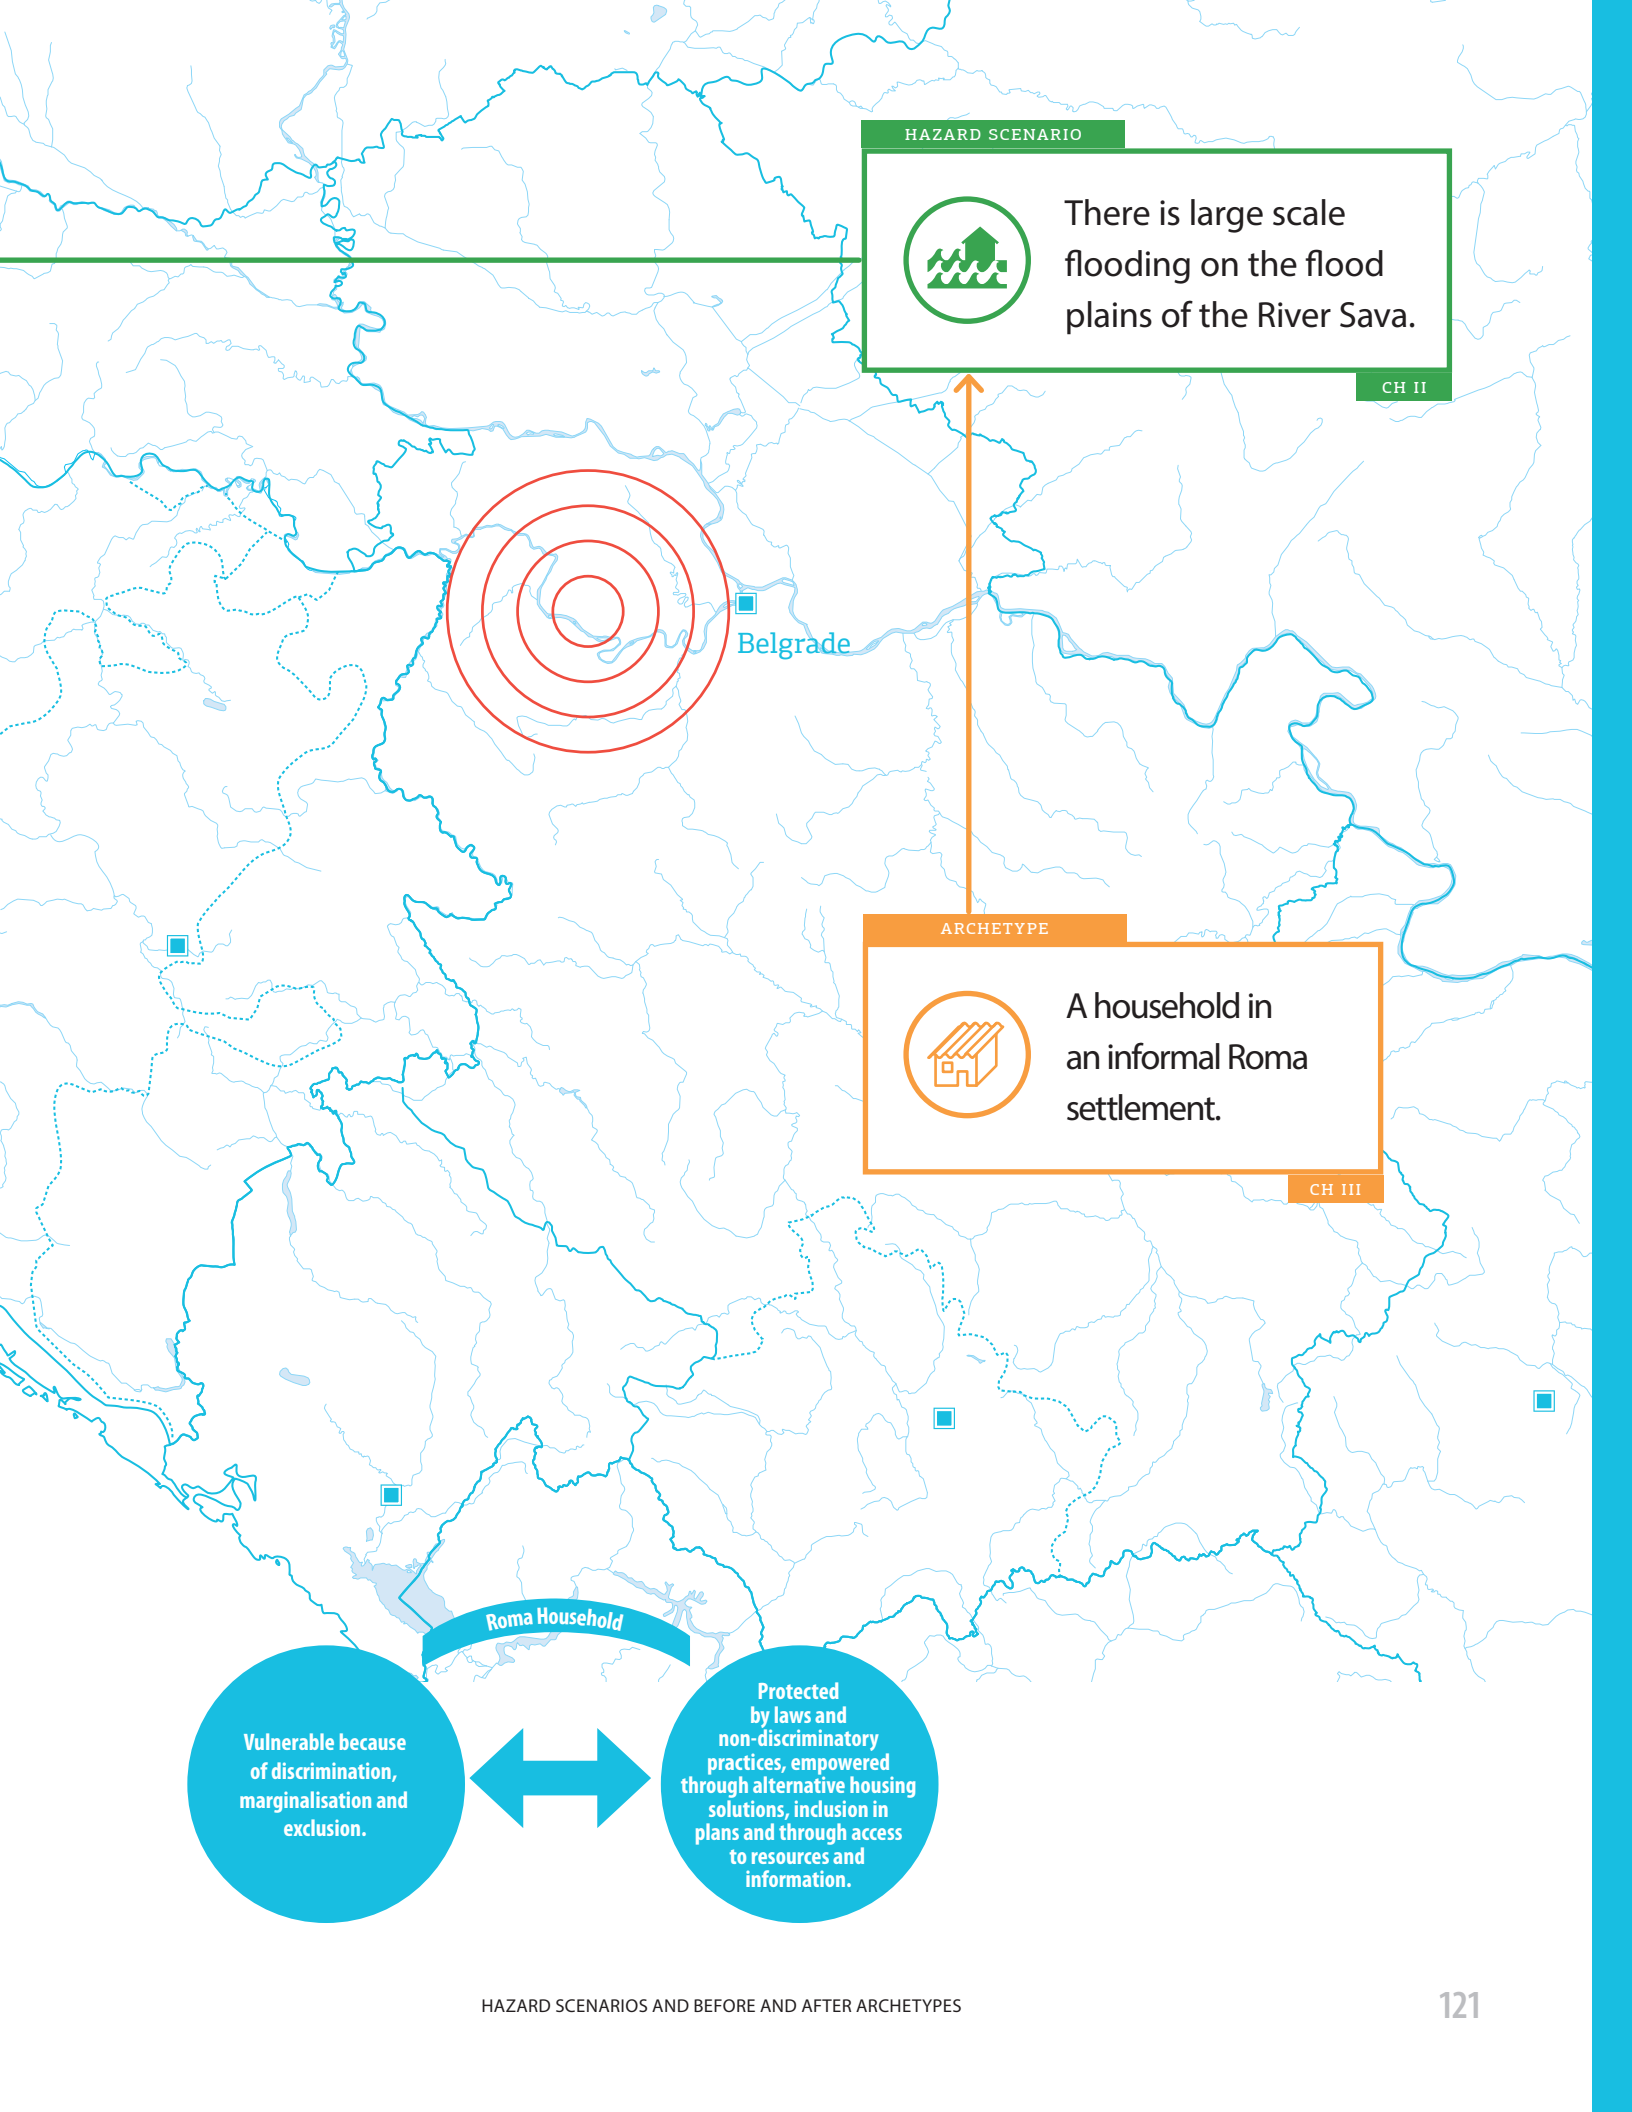 HAZARD SCENARIO
There is large scale
flooding on the flood
plains of the River Sava.
CH II
Belgrade
ARCHETYPE
A household in
an informal Roma
settlement.
CH III
Roma Household
Vulnerable because
of discrimination,
marginalisation and
exclusion.
Protected
by laws and
non-discriminatory
practices, empowered
through alternative housing
solutions, inclusion in
plans and through access
to resources and
information.
HAZARD SCENARIOS AND BEFORE AND AFTER ARCHETYPES
121